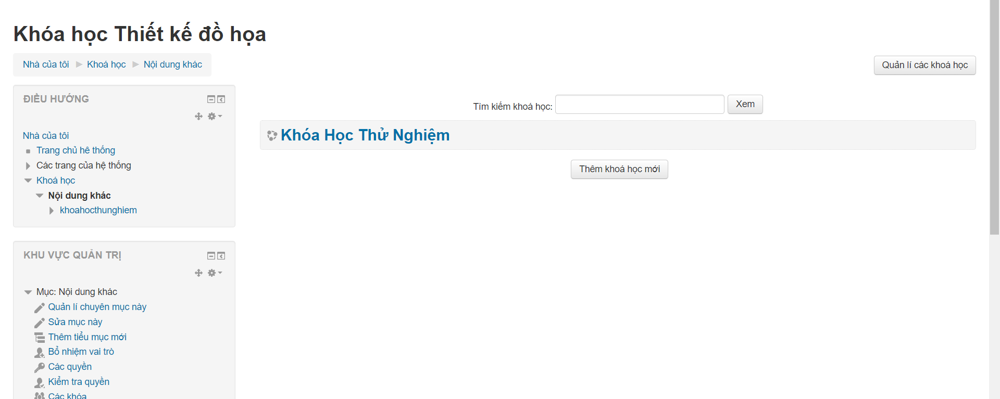 Khóa học Thiết kế đồ họa
Nhà của tôi Khoá học Nội dung khác
Quản lí các khoá học
ĐIỀU HƯỚNG
Nhà của tôi
Trang chủ hê thống
Các trang của hệ thống
Khoá học
Nội dung khác
khoahocthunghiem
KHU VỰC QUẢN TRỊ
Mục: Nội dung khác
Quản lí chuyên mục này
Sửa mục này
Thêm tiểu mục mới
Bổ nhiệm vai trò
Các quyền
Kiểm tra quyền
Các khóa
Tìm kiếm khoá học:
Xem
Khóa Học Thử Nghiệm
Thêm khoá học mới